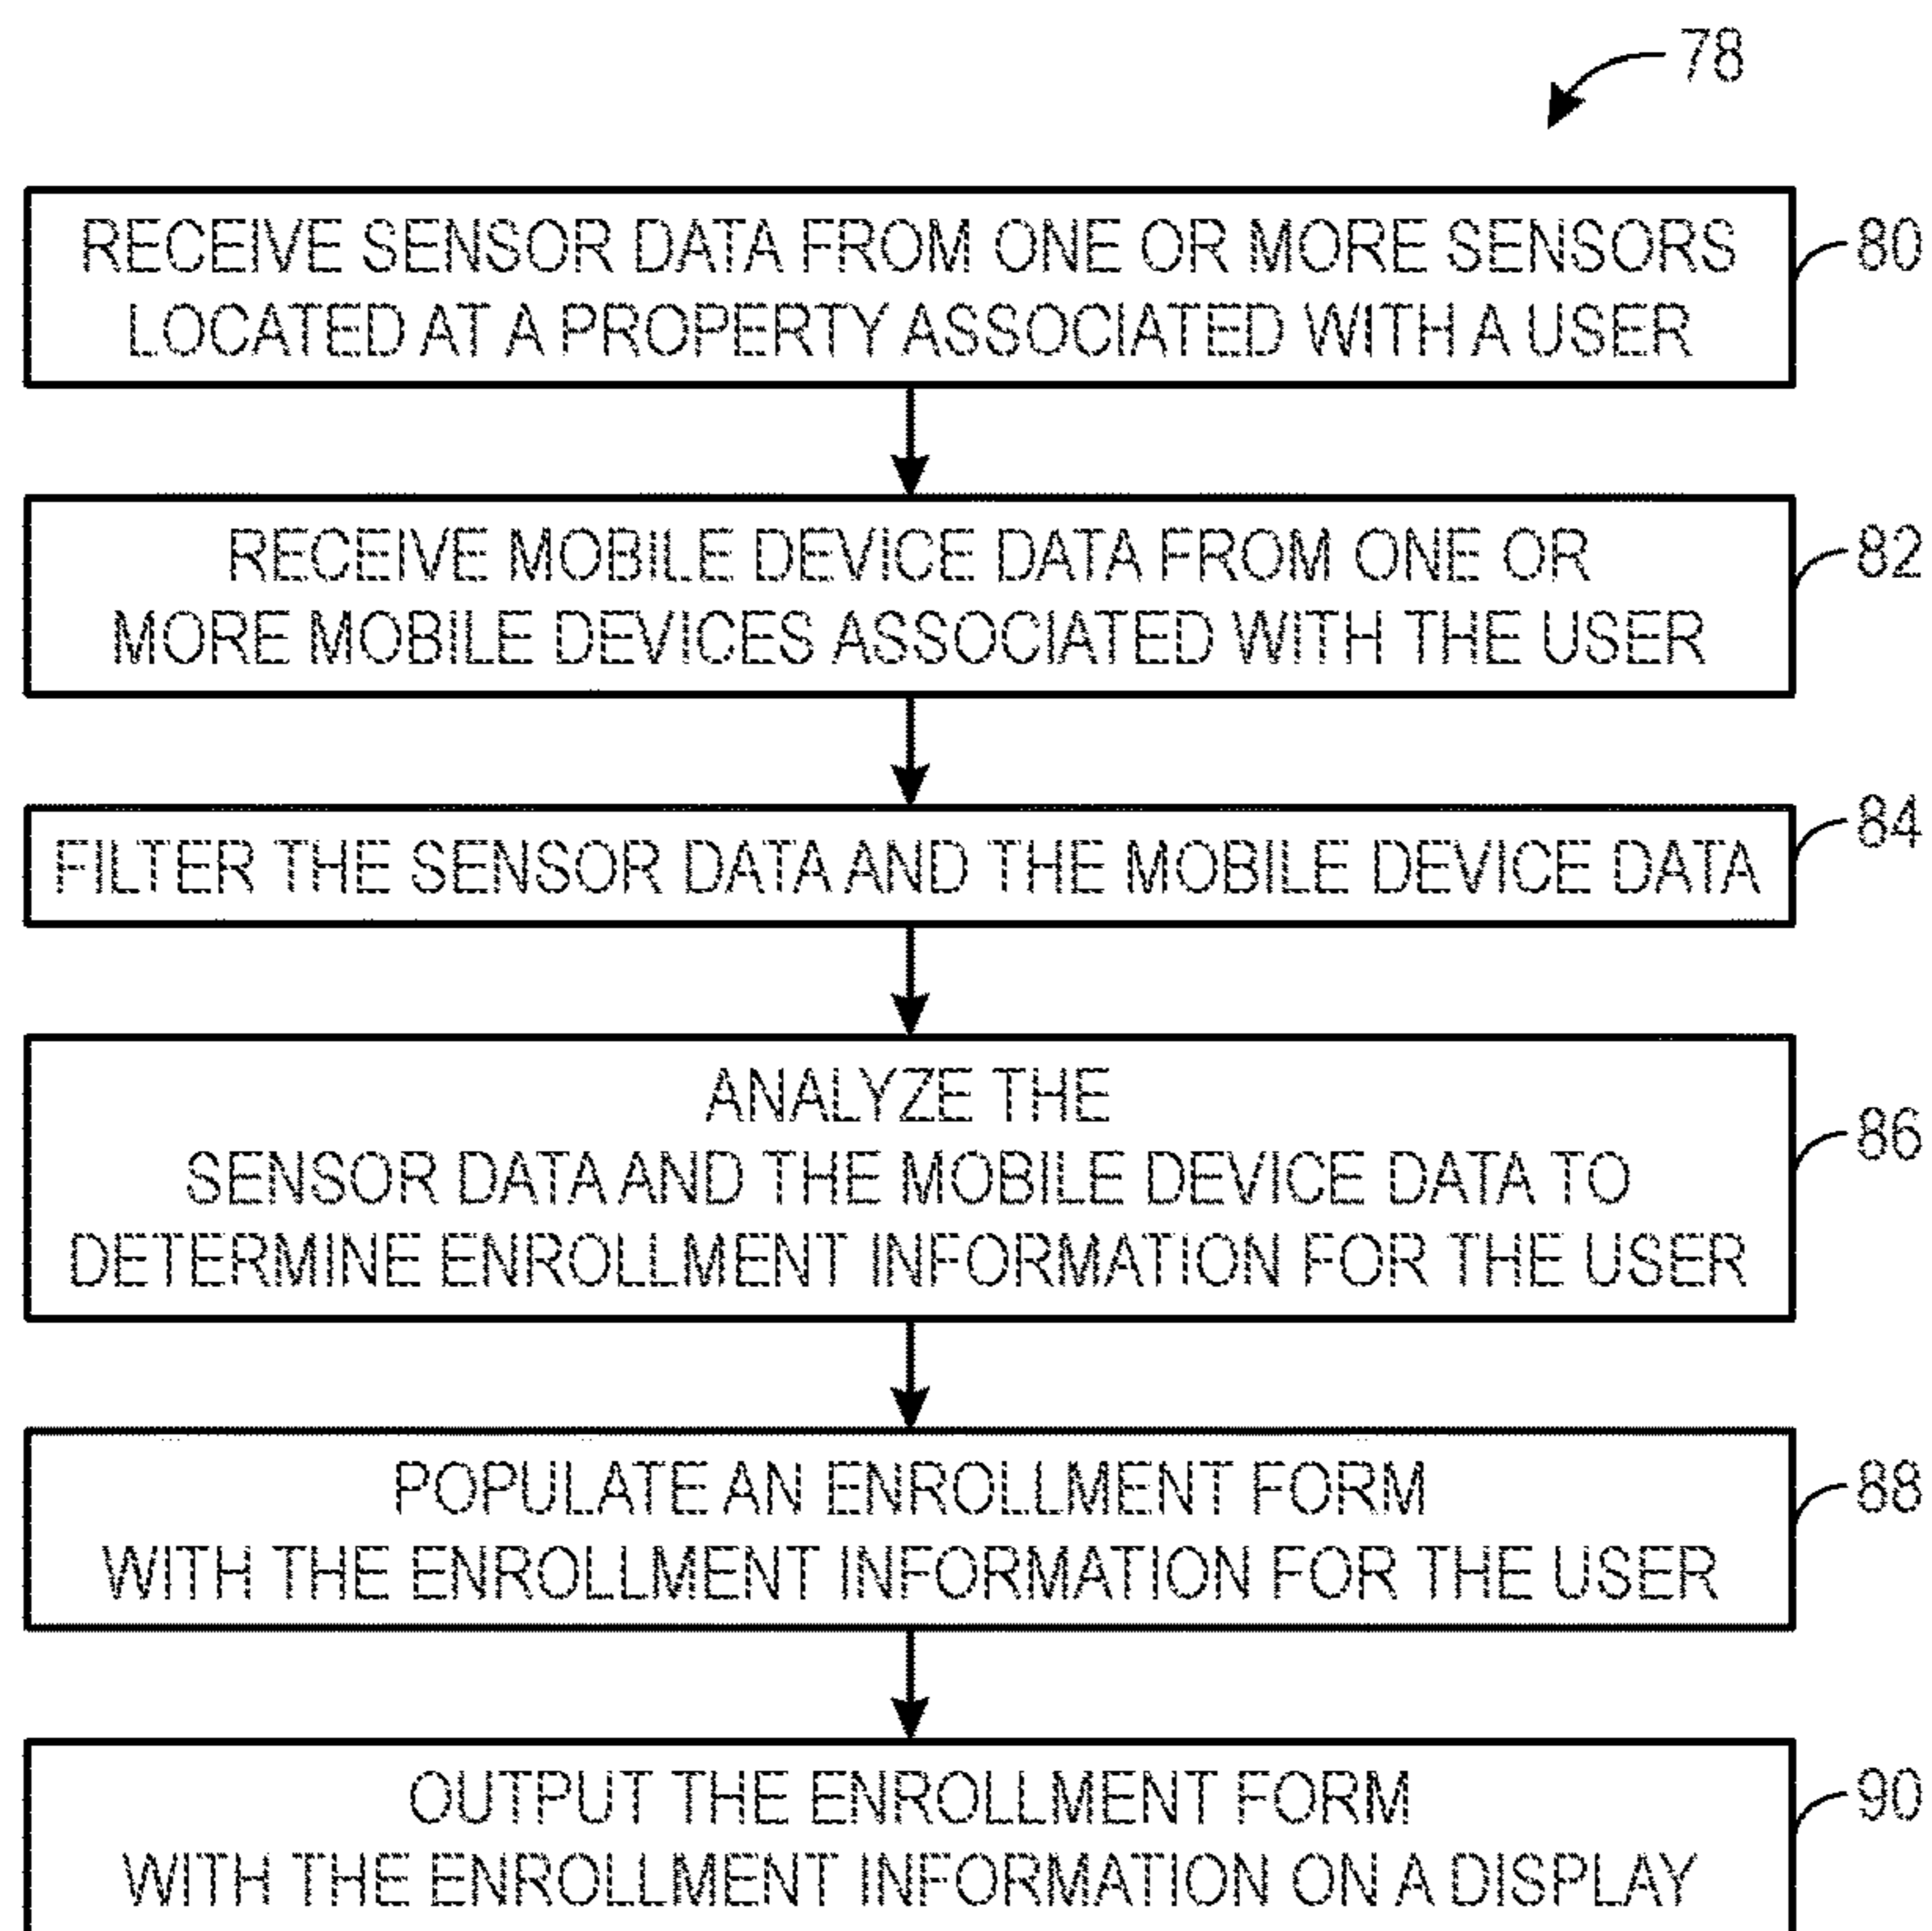 78
RECEIVE SENSOR DATA FROM ONE OR MORE SENSORS
LOCATED AT A PROPERTY ASSOCIATED WITH A USER
80
RECEIVE MOBILE DEVICE DATA FROM ONE OR
MORE MOBILE DEVICES ASSOCIATED WITH THE USER
82
FILTER THE SENSOR DATA AND THE MOBILE DEVICE DATA
84
ANALYZE THE
SENSOR DATA AND THE MOBILE DEVICE DATA TO
DETERMINE ENROLLMENT INFORMATION FOR THE USER
86
POPULATE AN ENROLLMENT FORM
WITH THE ENROLLMENT INFORMATION FOR THE USER
88
OUTPUT THE ENROLLMENT FORM
WITH THE ENROLLMENT INFORMATION ON A DISPLAY
90